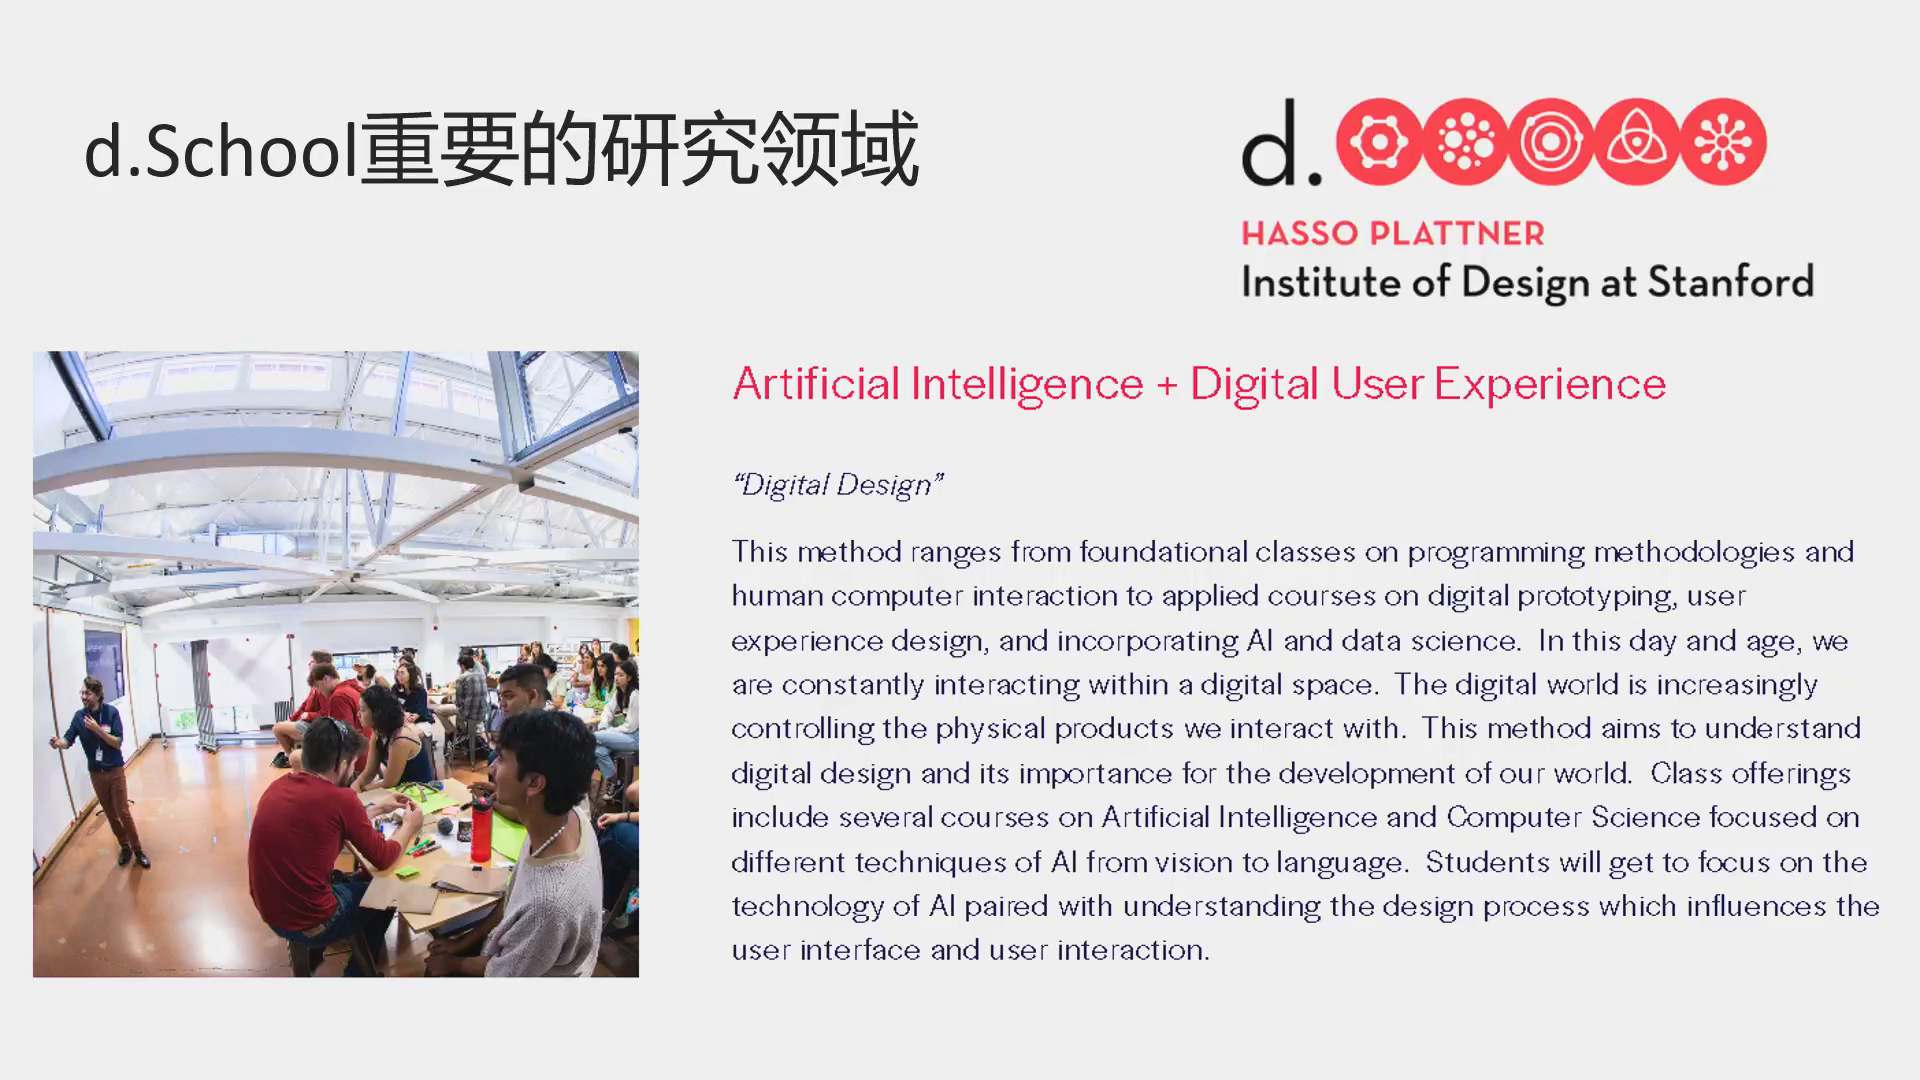 d.School重要的研究领域
d.
HASSO PLATTNER
Institute of Design at Stanford
Artificial Intelligence + Digital User Experience
“Digital Design”
This method ranges from foundational classes on programming methodologies and
human computer interaction to applied courses on digital prototyping, user
experience design, and incorporating AI and data science. In this day and age, we
are constantly interacting within a digital space. The digital world is increasingly
controlling the physical products we interact with. This method aims to understand
digital design and its importance for the development of our world. Class offerings
include several courses on Artificial Intelligence and Computer Science focused on
different techniques of AI from vision to language. Students will get to focus on the
technology of AI paired with understanding the design process which influences the
user interface and user interaction.